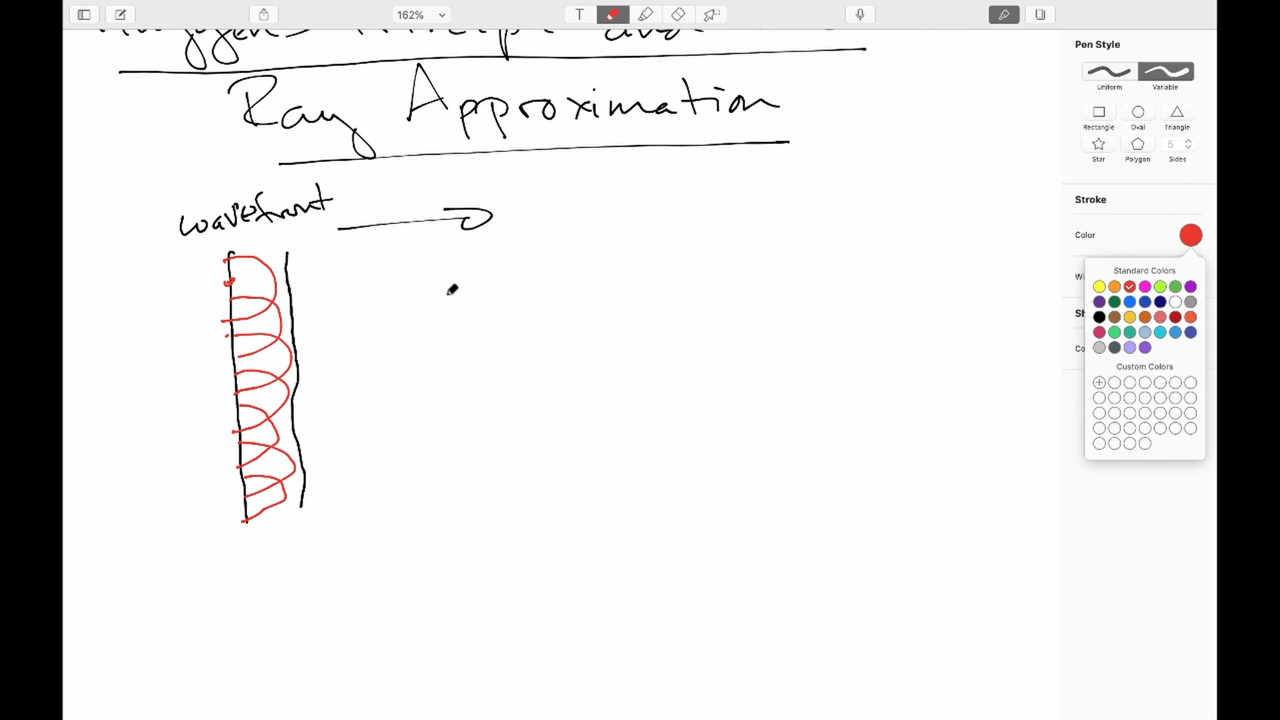 162%
T
Ray Approximation
wavefront
Pen Style
Uniform
Variable
Rectangle
Oval
Triangle
5
Star
Polygon
Sides
Stroke
Color
Standard Colors
Custom Colors